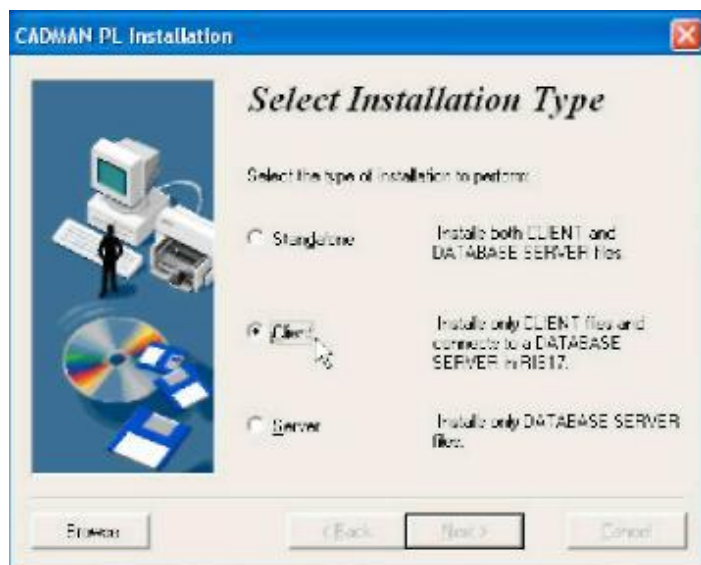 CADMAN PL Installation
Select Installation Type
Select the type of installation to perform:
Standalone
Installs both CLIENT and
DATABASE SERVER files.
Client
Installs only CLIENT files and
connects to a DATABASE
SERVER in
Server
Installs only DATABASE SERVER
files.
Browse
< Back
Next >
Cancel